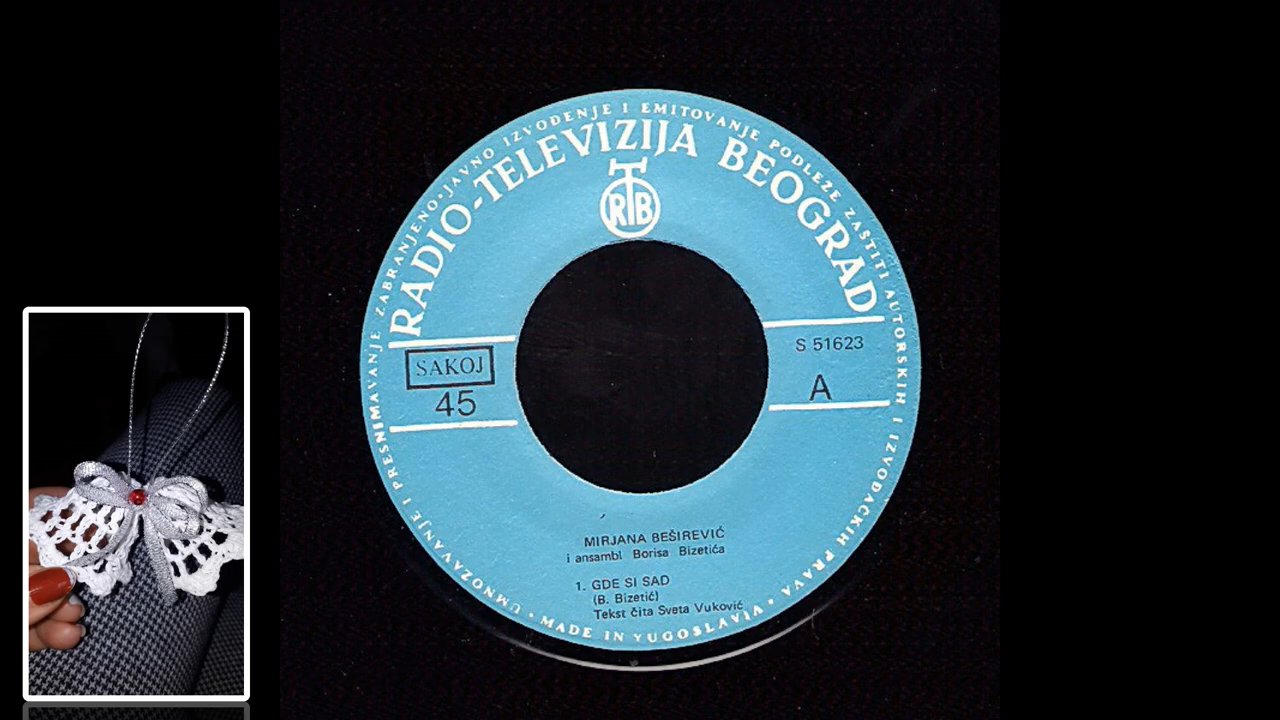 UMNOZAVANJE I PRESNIMAVANJE ZABRANJENO • JAVNO IZVOĐENJE I EMITOVANJE PODLEŽE ZAŠTITI AUTORSKIH I IZVOĐAČKIH PRAVA •
RADIO-TELEVIZIJA BEOGRAD
RTB
SAKOJ
45
S 51623
A
MIRJANA BEŠIREVIĆ
i ansambl Borisa Bizetića
1. GDE SI SAD
(B. Bizetić)
Tekst čita Sveta Vuković
• MADE IN YUGOSLAVIA •